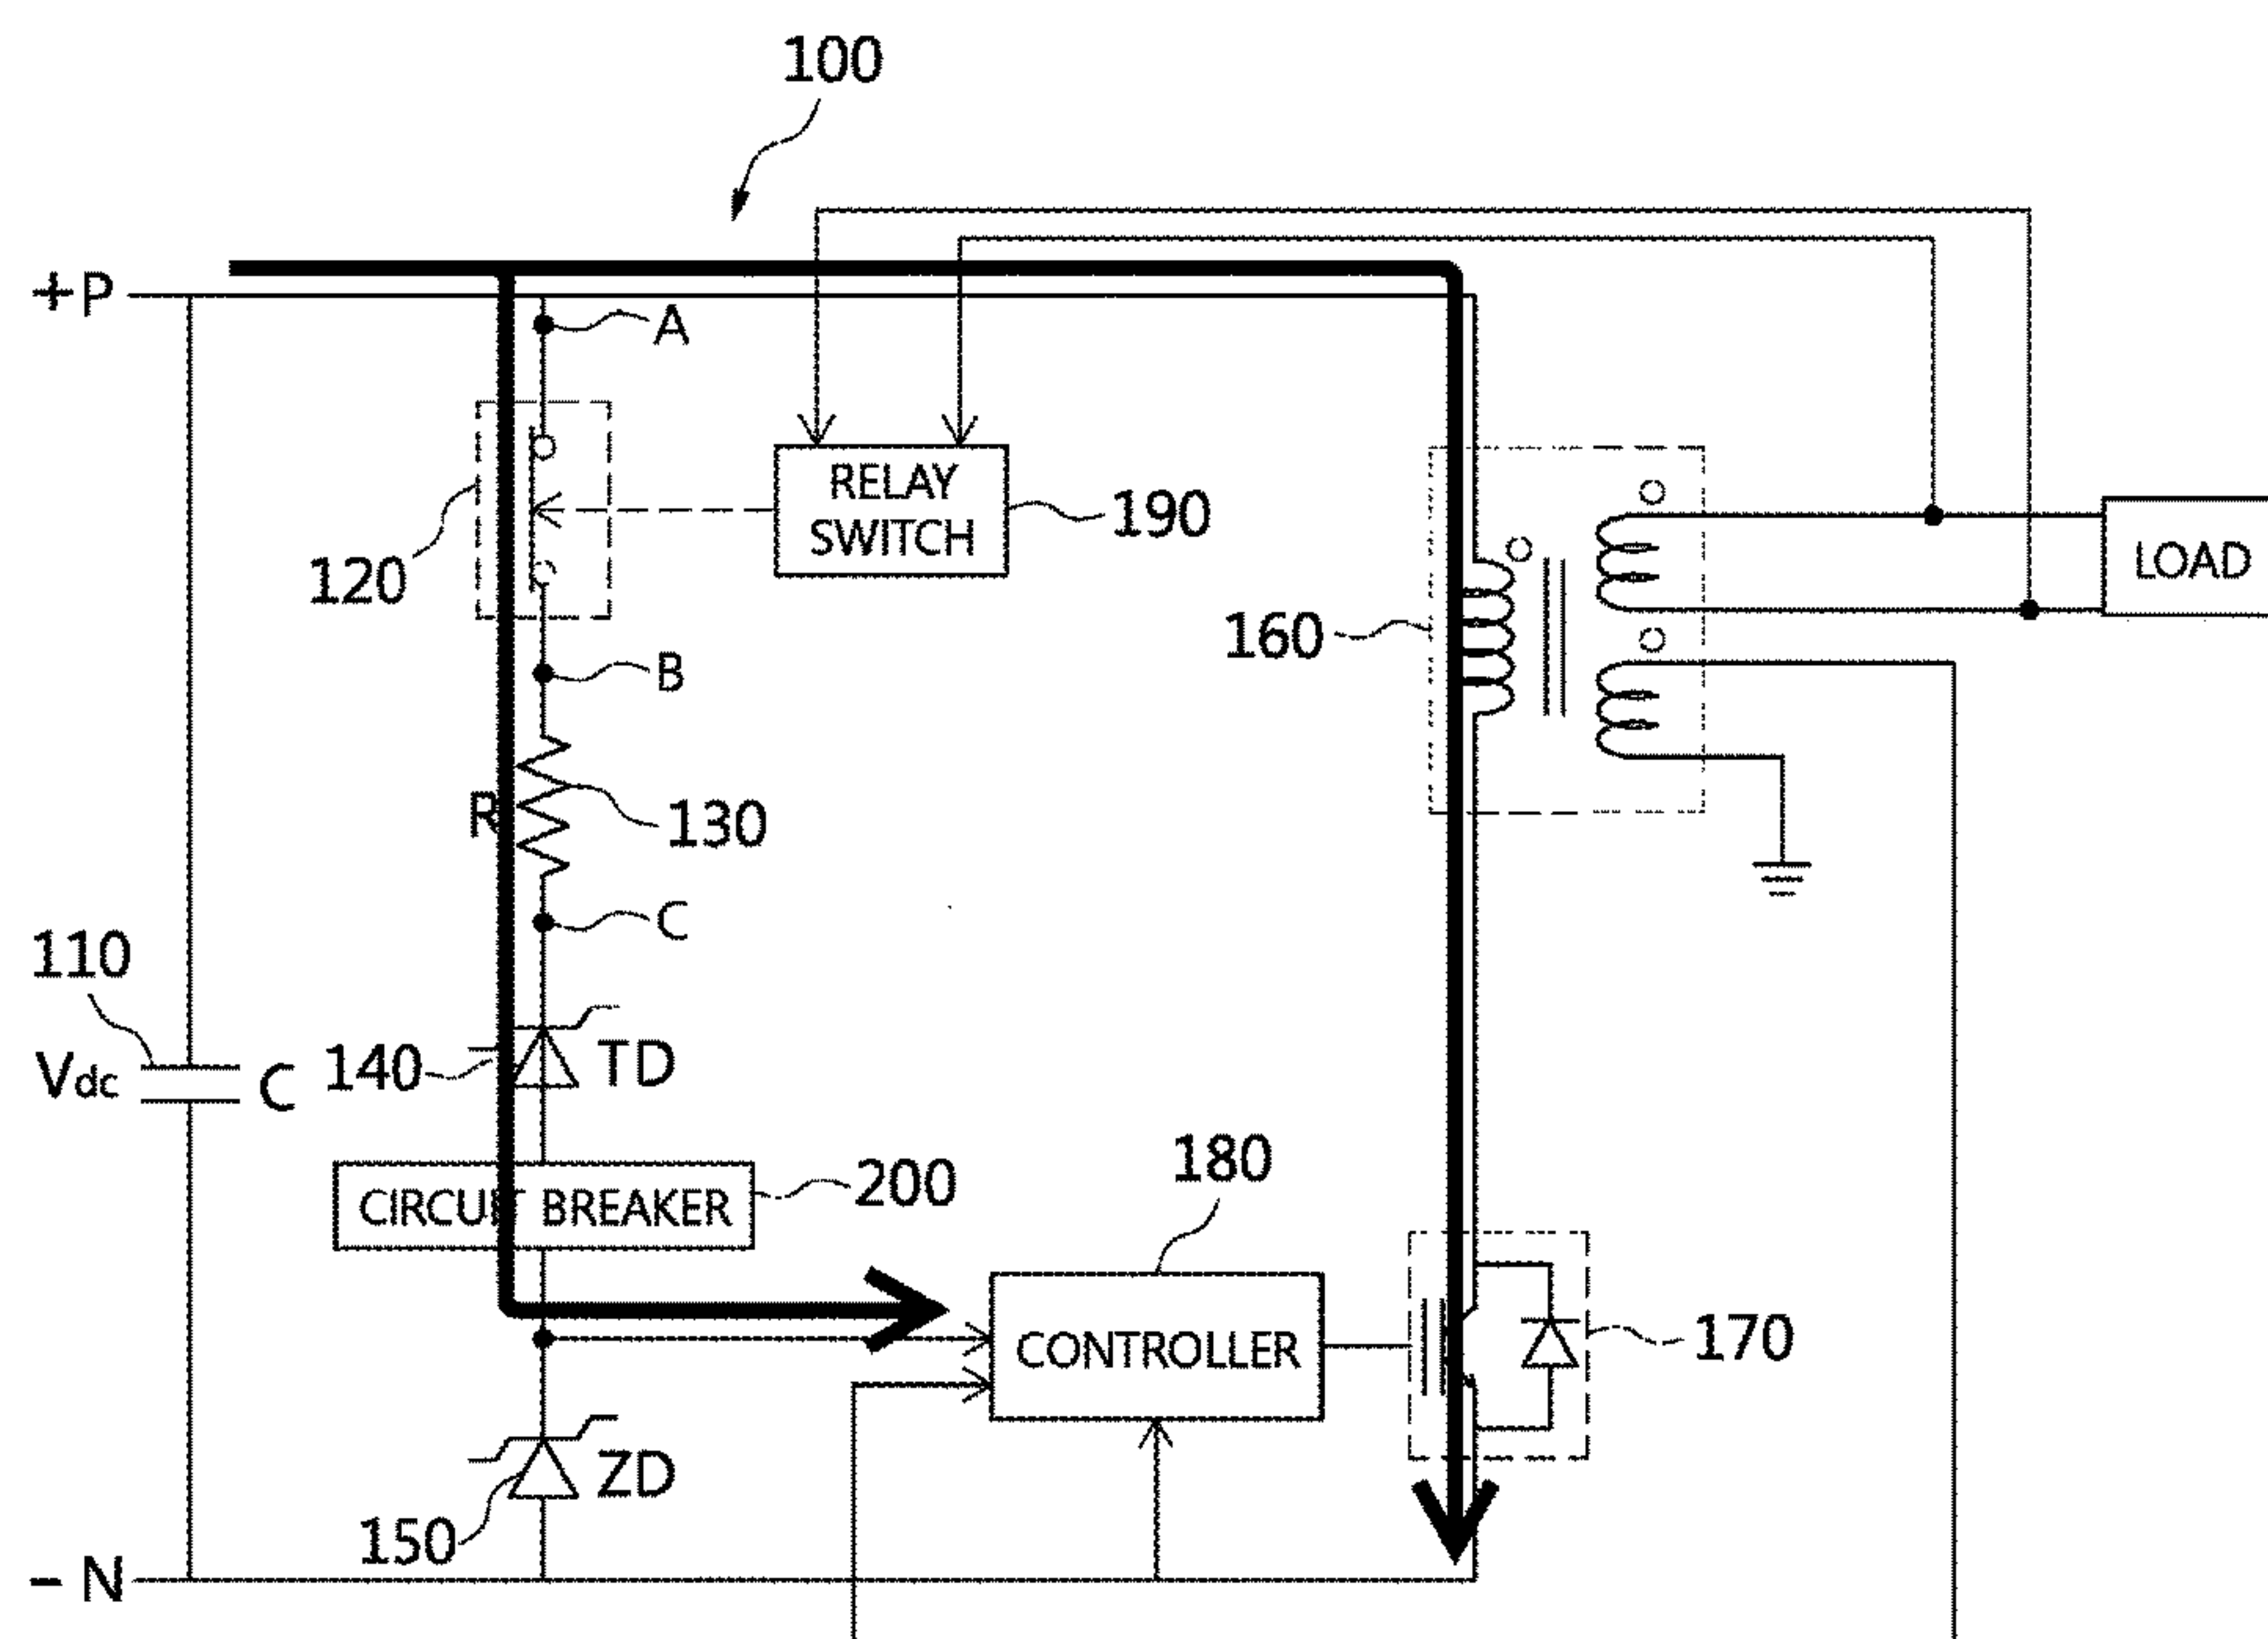 100
+P
A
RELAY
SWITCH
190
120
LOAD
160
B
R
130
C
110
Vdc
C
140
TD
180
CIRCUIT BREAKER
200
CONTROLLER
170
ZD
150
- N